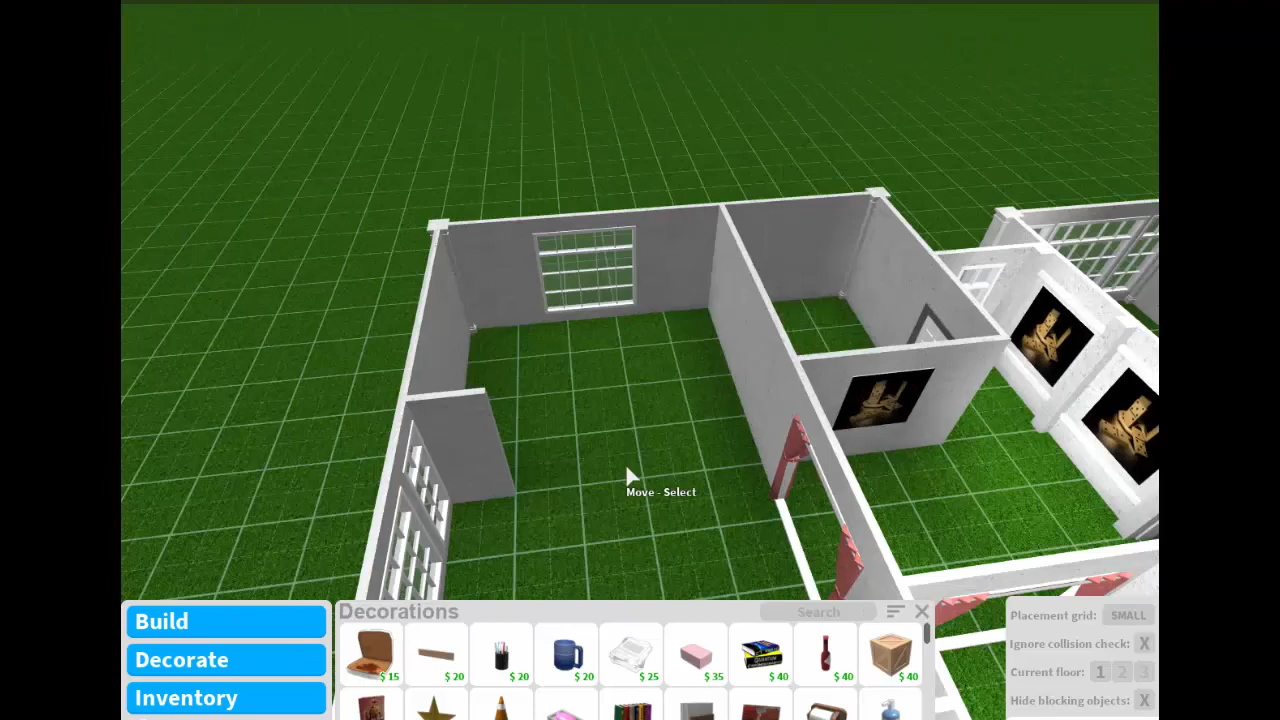 Move - Select
Build
Decorate
Inventory
Decorations
Search
$ 15
$ 20
$ 20
$ 20
$ 25
$ 35
$ 40
$ 40
$ 40
QUANTUM
Placement grid: SMALL
Ignore collision check: X
Current floor: 1 2 3
Hide blocking objects: X